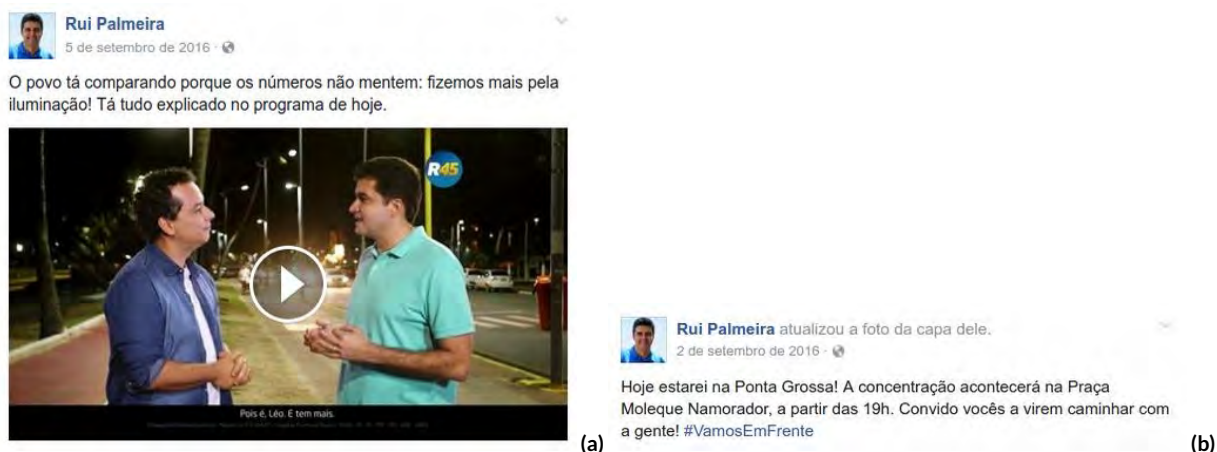 Rui Palmeira
5 de setembro de 2016
O povo tá comparando porque os números não mentem: fizemos mais pela
iluminação! Tá tudo explicado no programa de hoje.
R45
Pois é, Léo. E tem mais.
(a)
Rui Palmeira atualizou a foto da capa dele.
2 de setembro de 2016
Hoje estarei na Ponta Grossa! A concentração acontecerá na Praça
Moleque Namorador, a partir das 19h. Convido vocês a virem caminhar com
a gente! #VamosEmFrente
(b)